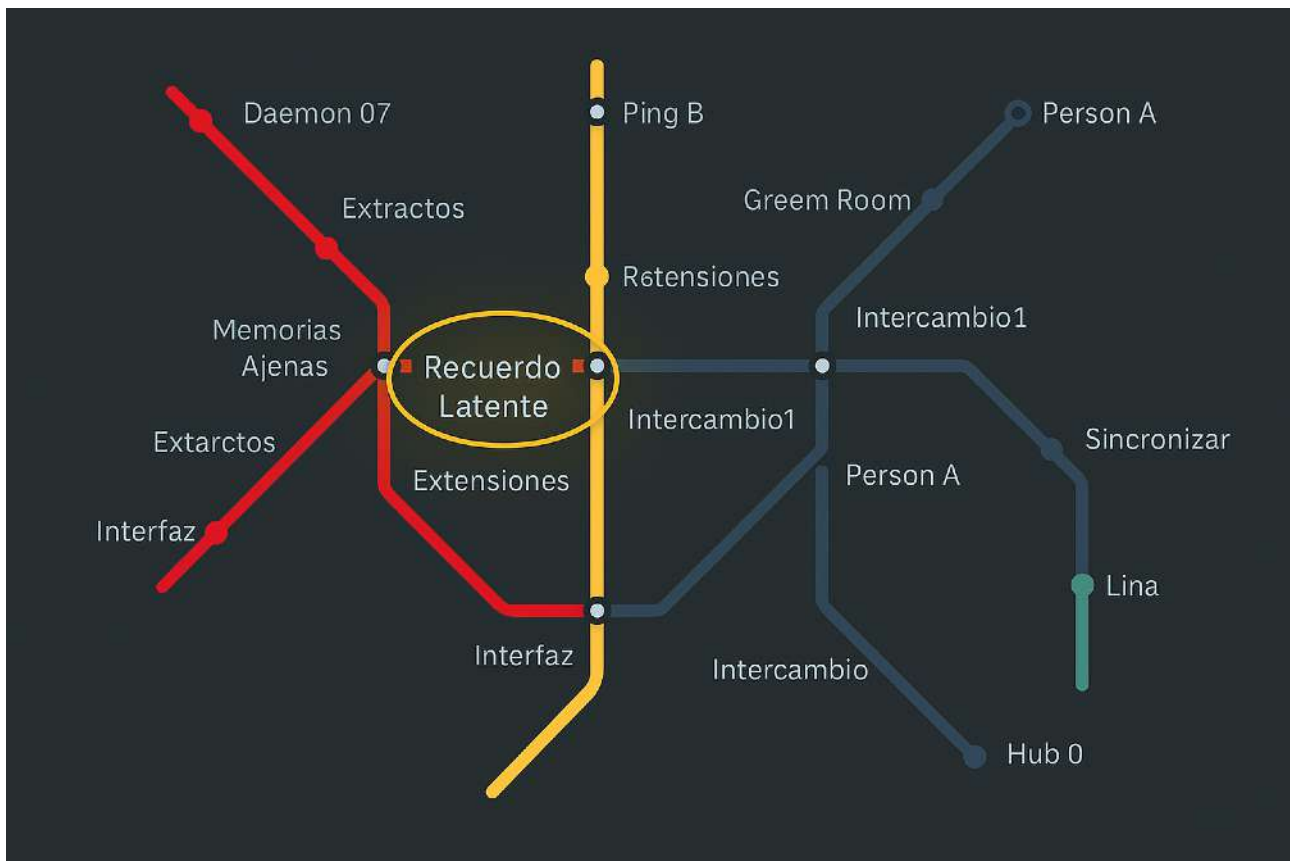 Daemon 07
Ping B
Person A
Extractos
Greem Room
R6tensiones
Intercambio1
Memorias
Ajenas
Recuerdo
Latente
Intercambio1
Extarctos
Sincronizar
Extensiones
Person A
Interfaz
Lina
Interfaz
Intercambio
Hub 0